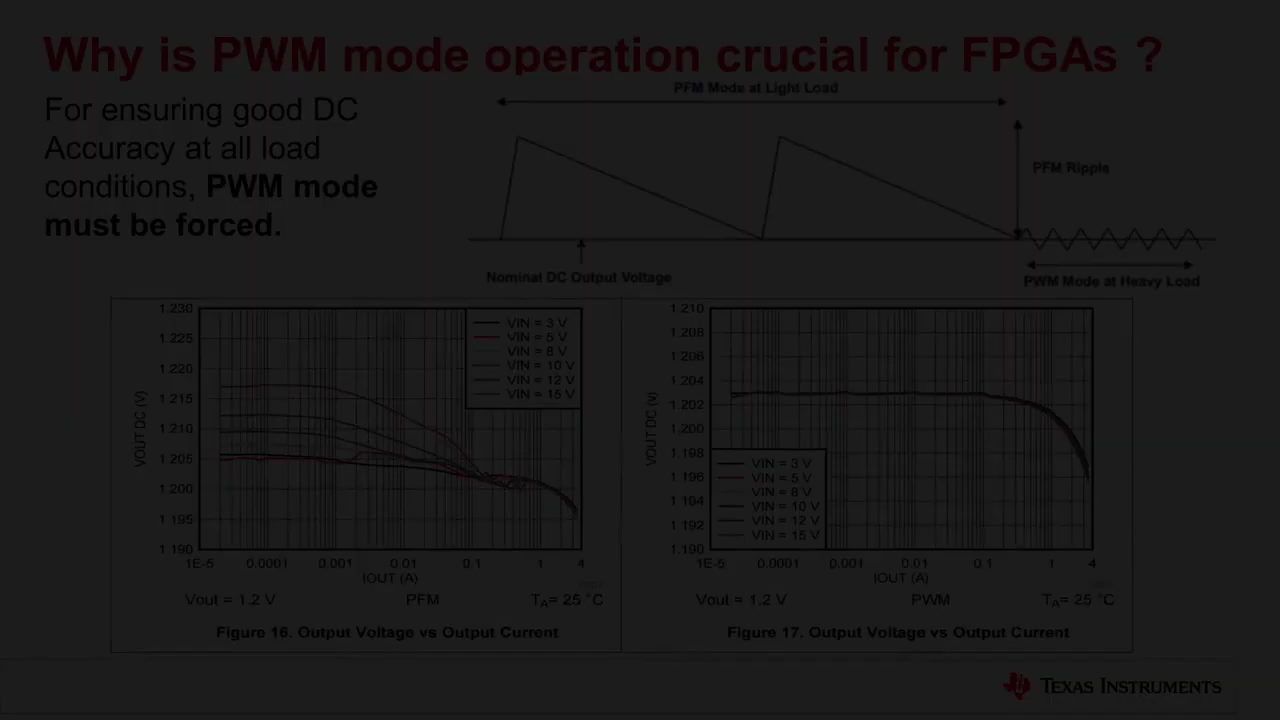 Why is PWM mode operation crucial for FPGAs ?
For ensuring good DC
Accuracy at all load
conditions, PWM mode
must be forced.
PFM Mode at Light Load
PFM Ripple
Nominal DC Output Voltage
PWM Mode at Heavy Load
1.230
1.225
1.220
1.215
1.210
1.205
1.200
1.195
1.190
VOUT DC (V)
VIN = 3 V
VIN = 5 V
VIN = 8 V
VIN = 10 V
VIN = 12 V
VIN = 15 V
1E-5 0.0001 0.001 0.01 0.1 1 4
IOUT (A)
Vout = 1.2 V PFM TA= 25 °C
Figure 16. Output Voltage vs Output Current
1.210
1.208
1.206
1.204
1.202
1.200
1.198
1.196
1.194
1.192
1.190
VOUT DC (v)
VIN = 3 V
VIN = 5 V
VIN = 8 V
VIN = 10 V
VIN = 12 V
VIN = 15 V
1E-5 0.0001 0.001 0.01 0.1 1 4
IOUT (A)
Vout = 1.2 V PWM TA= 25 °C
Figure 17. Output Voltage vs Output Current
TEXAS INSTRUMENTS